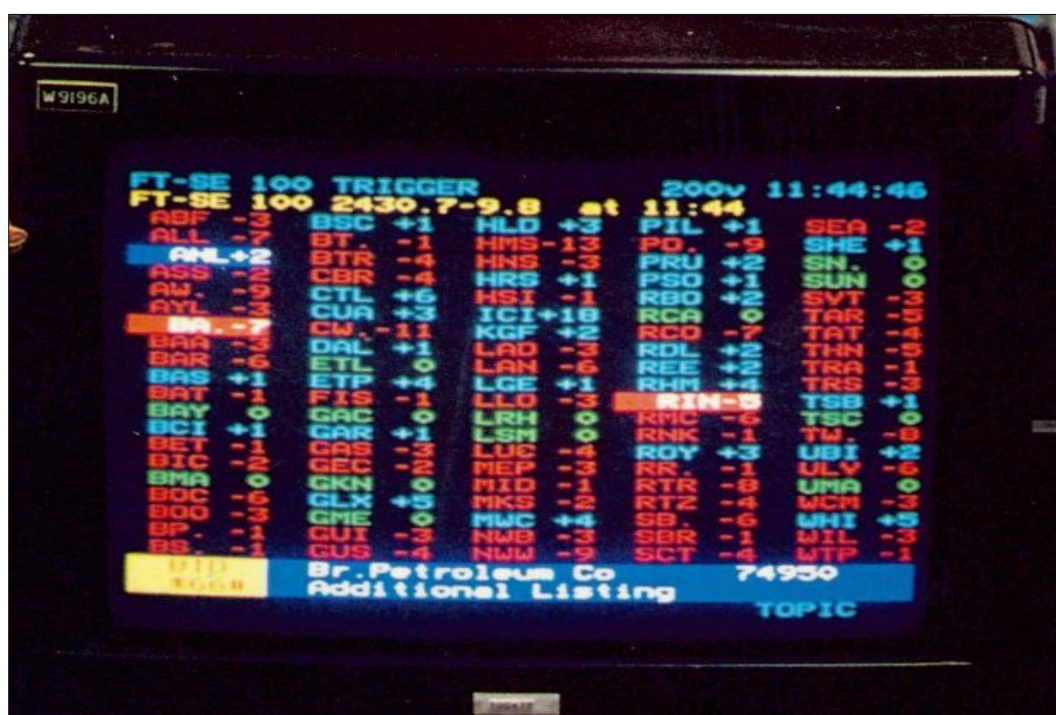 W9196A
FT-SE 100 TRIGGER 200v 11:44:46
FT-SE 100 2430.7-9.8 at 11:44
ABF -3 BSC +1 HLD +3 PIL +1 SEA -2
ALL -7 BT. -1 HMS-13 PO. -9 SHE +1
ANL+2 BTR -4 HNS -3 PRU +2 SN. 0
ASS -2 CBR -4 HRS +1 PSO +1 SUN 0
AW. -9 CTL +6 HSI -1 RBO +2 SVT -3
AYL -3 CUA +3 ICI+18 RCA 0 TAR -5
BA.-7 CW.-11 KGF +2 RCO -7 TAT -4
BAA -3 DAL +1 LAD -3 RDL +2 THN -5
BAR -6 ETL 0 LAN -6 REE +2 TRA -1
BAS +1 ETP +4 LGE +1 RHM +4 TRS -3
BAT -1 FIS -1 LLO -3 RIN-5 TSB +1
BAY 0 GAC 0 LRH 0 RMC -6 TSC 0
BCI +1 GAR +1 LSM 0 RNK -1 TW. -8
BET -1 GAS -3 LUC -4 ROY +3 UBI +2
BIC -2 GEC -2 MEP -3 RR. -1 ULV -6
BMA 0 GKN 0 MID -1 RTR -8 UMA 0
BOC -6 GLX +5 MKS -2 RTZ -4 WCM -3
BOO -3 GME 0 MWC +4 SB. -6 WHI +5
BP. -1 GUI -3 NWB -3 SBR -1 WIL -3
BS. -1 GUS -4 NWW -9 SCT -4 WTP -1
BID Br.Petroleum Co 74950
*66# Additional Listing
TOPIC